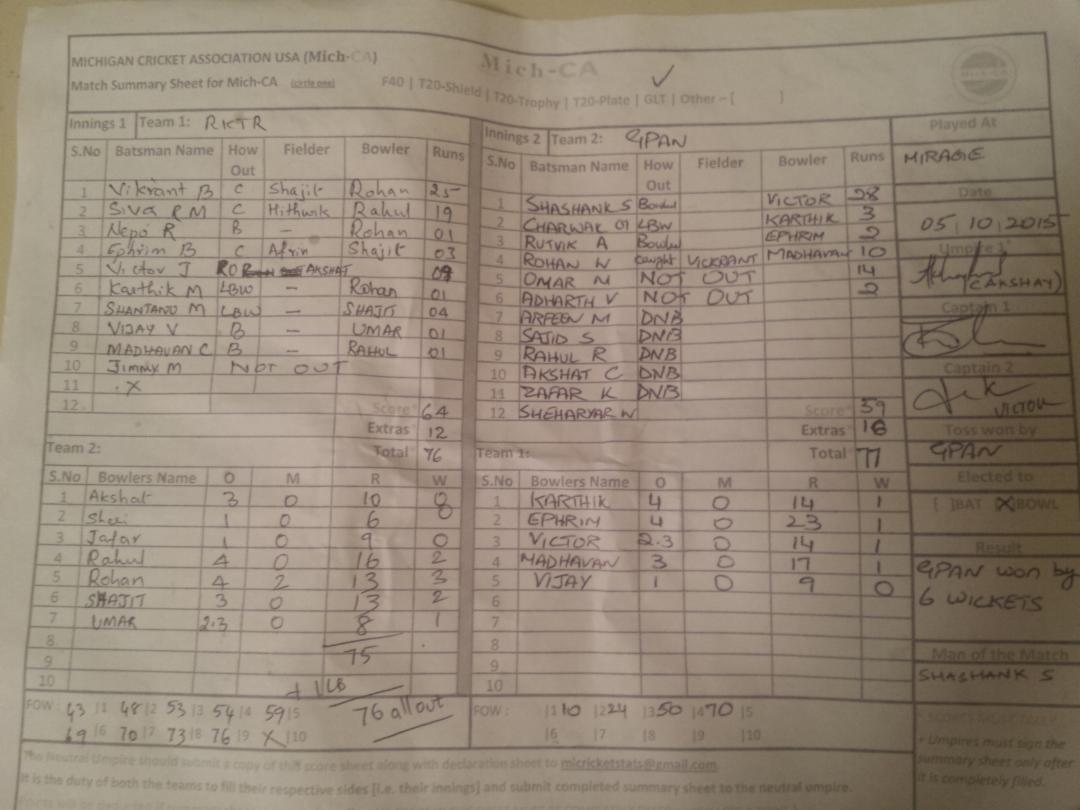 MICHIGAN CRICKET ASSOCIATION USA (Mich-CA)
Mich-CA
Match Summary Sheet for Mich-CA (circle one) F40 | T20-Shield | T20-Trophy | T20-Plate | GLT | Other – [ ]
Innings 1 Team 1: RKTR
S.No Batsman Name How Out Fielder Bowler Runs
1 Vikrant B C Shajit Rohan 25
2 Siva R M C Mithunk Rahul 19
3 Nepo R B – Rohan 01
4 Ephrim B C Afrin Shajit 03
5 Victor J RO AKSHAT
6 Karthik M LBW – Rohan 01
7 SHANTANU M LBW – SHAJIT 04
8 VIJAY V B – UMAR 01
9 MADHAVAN C B – RAHUL 01
10 Jimmy M NOT OUT
11 . X
12
Score 64
Extras 12
Total 76
Team 2:
S.No Bowlers Name O M R W
1 Akshat 3 0 10 0
2 1 0 6 0
3 Jafar 1 0 9 0
4 Rahul 4 0 16 2
5 Rohan 4 2 13 3
6 SHAJIT 3 0 13 2
7 UMAR 2.3 0 8 1
8
9
10
75
+ 1LB
76 all out
FOW: 43 |1 48 |2 53 |3 54 |4 59 |5
69 |6 70 |7 73 |8 76 |9 X |10
Innings 2 Team 2: GPAN
S.No Batsman Name How Out Fielder Bowler Runs
1 SHASHANK S Bowled VICTOR 28
2 CHARWAK G LBW KARTHIK 3
3 RUTVIK A Bowled EPHRIM 2
4 ROHAN W caught VICKRANT MADHAVAN 10
5 OMAR M NOT OUT 14
6 ADHARTH V NOT OUT 2
7 ARFEEN M DNB
8 SAJID S DNB
9 RAHUL R DNB
10 AKSHAT C DNB
11 ZAFAR K DNB
12 SHEHARYAR W
Score 59
Extras 18
Total 77
Team 1:
S.No Bowlers Name O M R W
1 KARTHIK 4 0 14 1
2 EPHRIM 4 0 23 1
3 VICTOR 2.3 0 14 1
4 MADHAVAN 3 0 17 1
5 VIJAY 1 0 9 0
6
7
8
9
10
FOW: |1 10 |2 24 |3 50 |4 70 |5
|6 |7 |8 |9 |10
Played At
MIRAGE
Date
05, 10, 2015
Umpire 1
(AKSHAY)
Captain 1
Captain 2
VICTOR
Toss won by
GPAN
Elected to
[ ]BAT [X]BOWL
Result
GPAN won by
6 WICKETS
Man of the Match
SHASHANK S
+ Umpires must sign the
summary sheet only after
it is completely filled.
The Neutral Umpire should submit a copy of this score sheet along with declaration sheet to micricketstats@gmail.com
It is the duty of both the teams to fill their respective sides [i.e. their innings] and submit completed summary sheet to the neutral umpire.